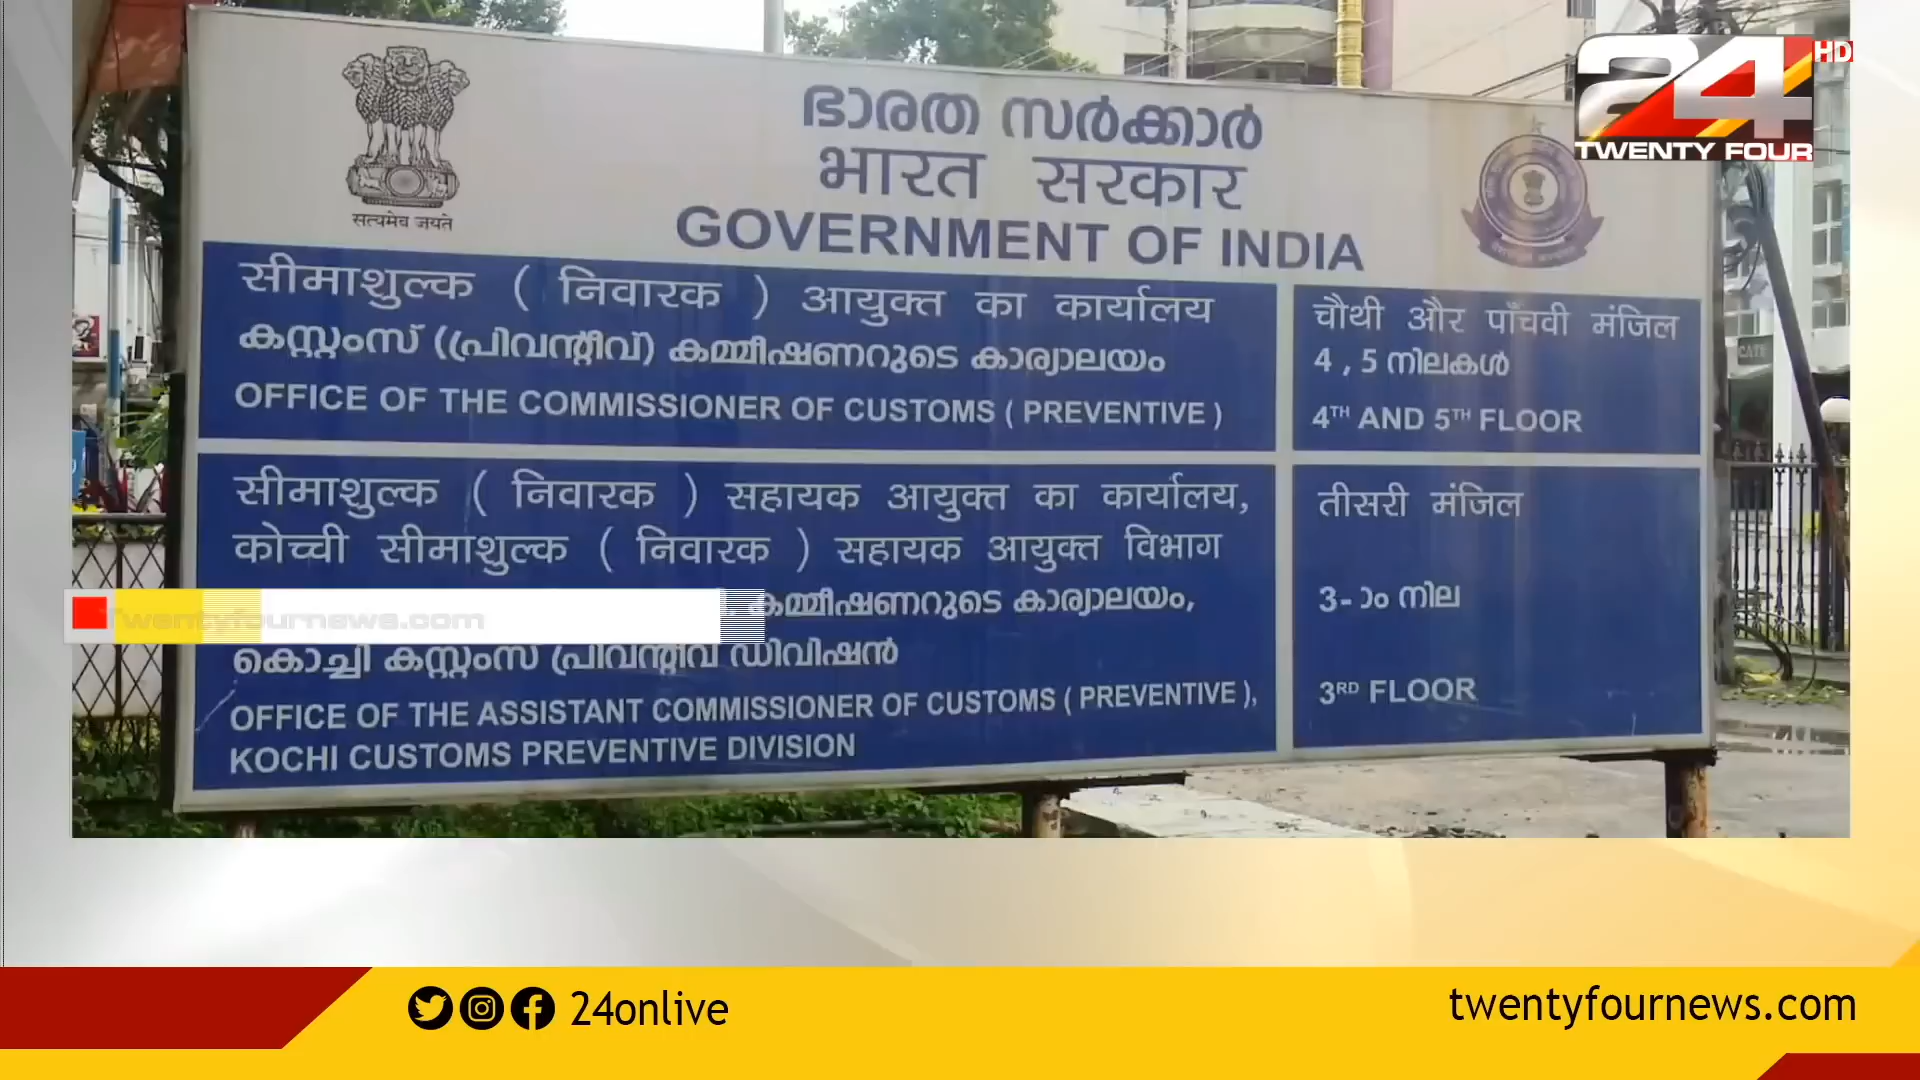 24 HD
TWENTY FOUR
ഭാരത സർക്കാർ
भारत सरकार
GOVERNMENT OF INDIA
सत्यमेव जयते
सीमाशुल्क ( निवारक ) आयुक्त का कार्यालय
കസ്റ്റംസ് (പ്രിവന്റീവ്) കമ്മീഷണറുടെ കാര്യാലയം
OFFICE OF THE COMMISSIONER OF CUSTOMS ( PREVENTIVE )
चौथी और पाँचवी मंजिल
4 , 5 നിലകൾ
4TH AND 5TH FLOOR
सीमाशुल्क ( निवारक ) सहायक आयुक्त का कार्यालय,
कोच्ची सीमाशुल्क ( निवारक ) सहायक आयुक्त विभाग
കമ്മീഷണറുടെ കാര്യാലയം,
കൊച്ചി കസ്റ്റംസ് പ്രിവന്റീവ് ഡിവിഷൻ
OFFICE OF THE ASSISTANT COMMISSIONER OF CUSTOMS ( PREVENTIVE ),
KOCHI CUSTOMS PREVENTIVE DIVISION
तीसरी मंजिल
3-ാം നില
3RD FLOOR
Twentyfournews.com
24onlive
twentyfournews.com